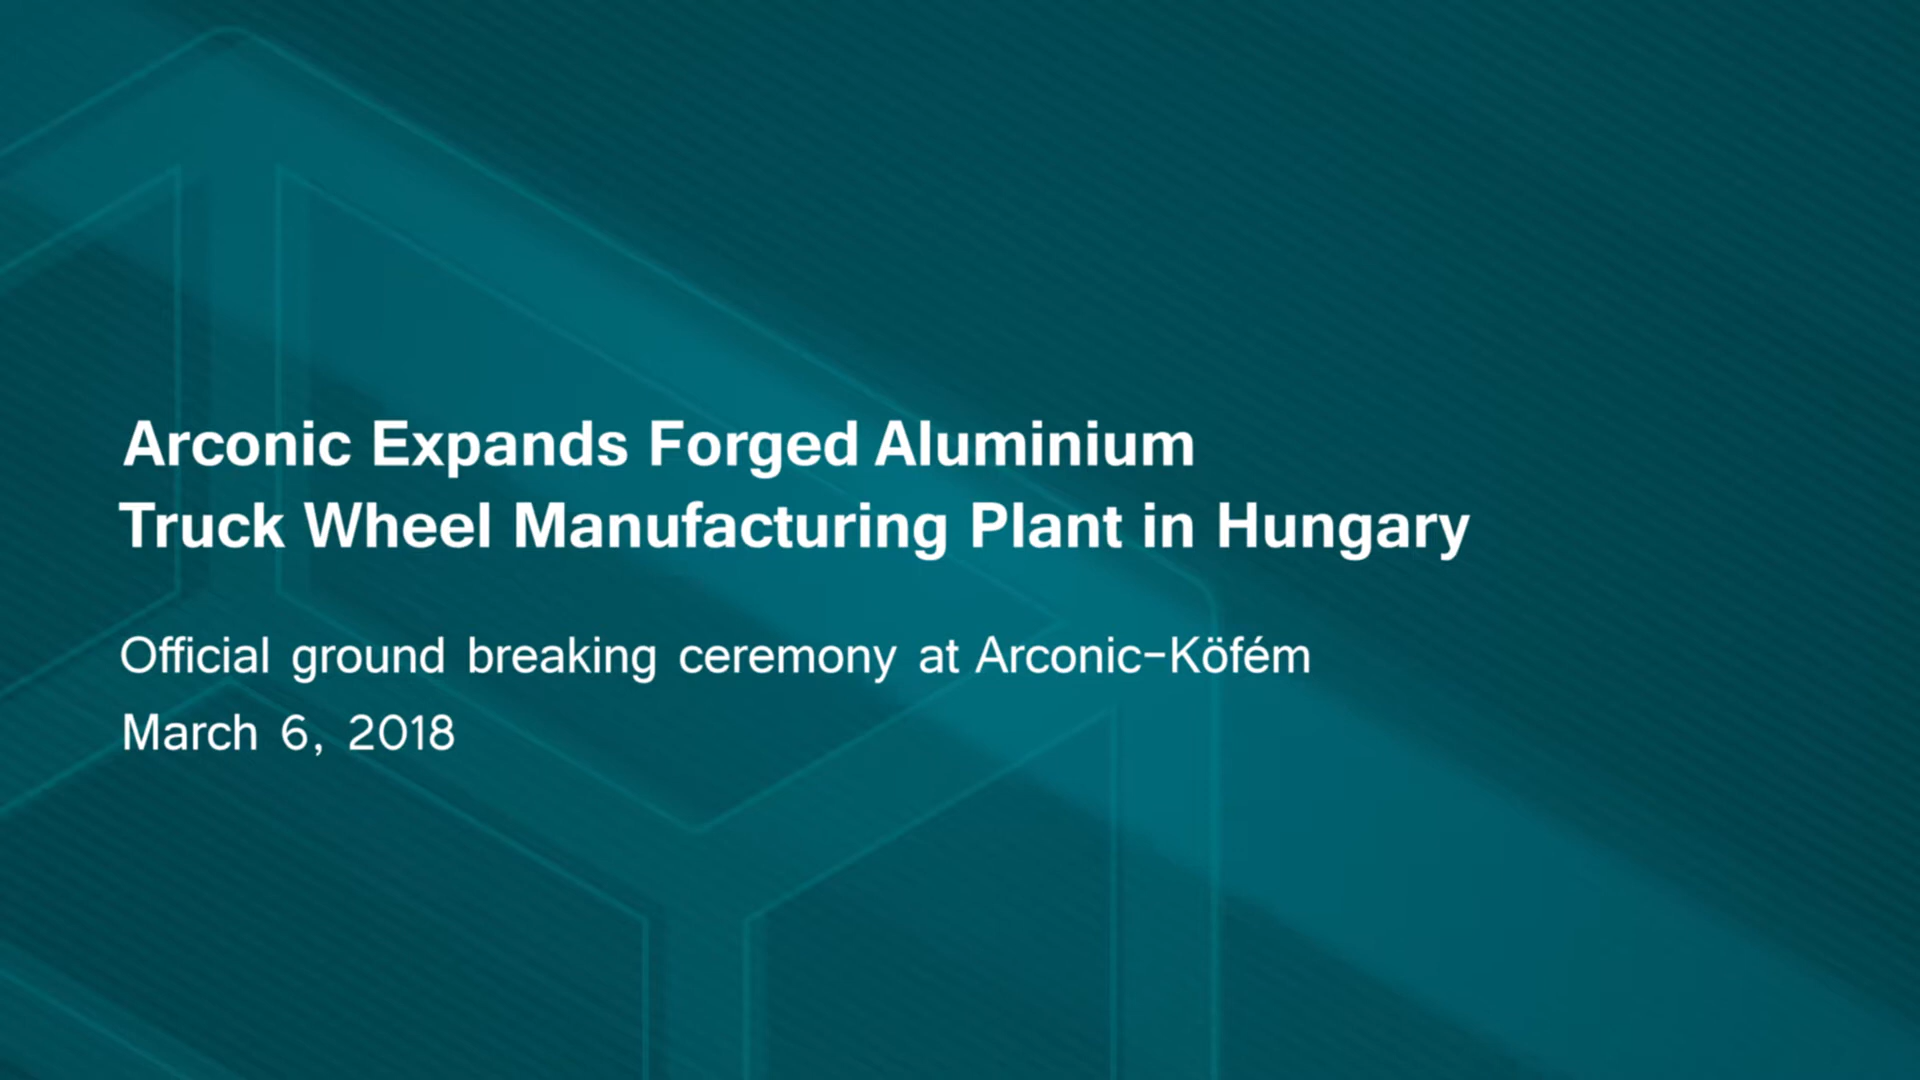 Arconic Expands Forged Aluminium
Truck Wheel Manufacturing Plant in Hungary
Official ground breaking ceremony at Arconic-Köfém
March 6, 2018